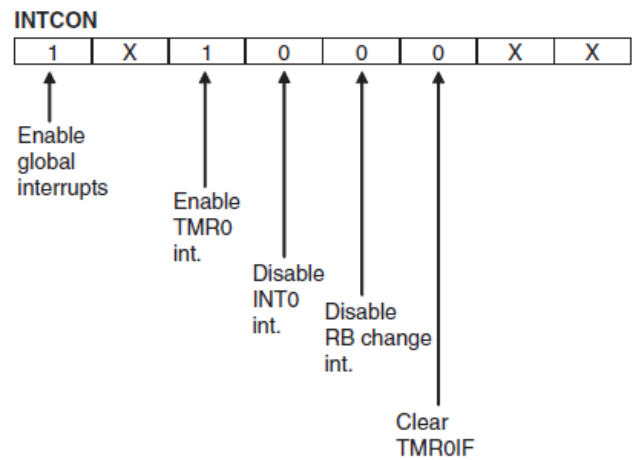 INTCON
1 X 1 0 0 0 X X
Enable
global
interrupts
Enable
TMR0
int.
Disable
INT0
int.
Disable
RB change
int.
Clear
TMR0IF